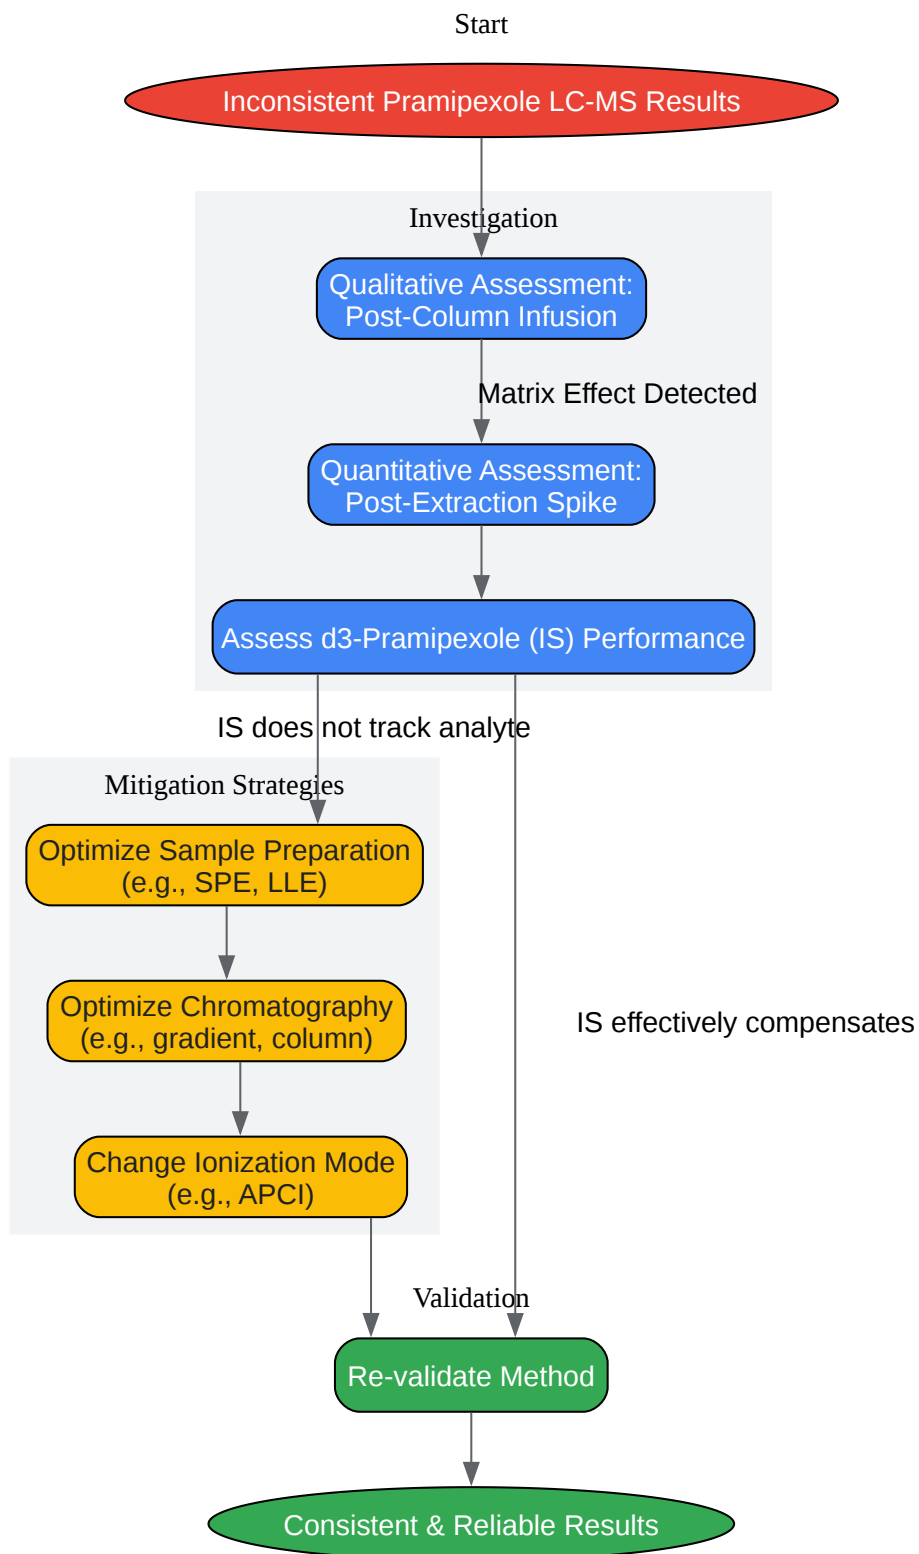 Start
Inconsistent Pramipexole LC-MS Results
Investigation
Qualitative Assessment:
Post-Column Infusion
Matrix Effect Detected
Quantitative Assessment:
Post-Extraction Spike
Assess d3-Pramipexole (IS) Performance
IS does not track analyte
Mitigation Strategies
Optimize Sample Preparation
(e.g., SPE, LLE)
Optimize Chromatography
(e.g., gradient, column)
IS effectively compensates
Change Ionization Mode
(e.g., APCI)
Validation
Re-validate Method
Consistent & Reliable Results